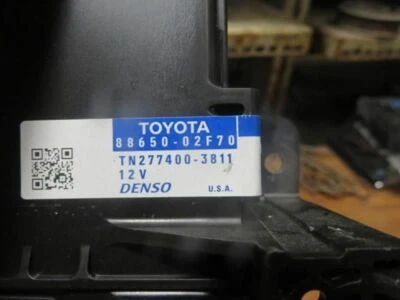 TOYOTA
88650-02F70
TN277400-3811
12V
DENSO U.S.A.